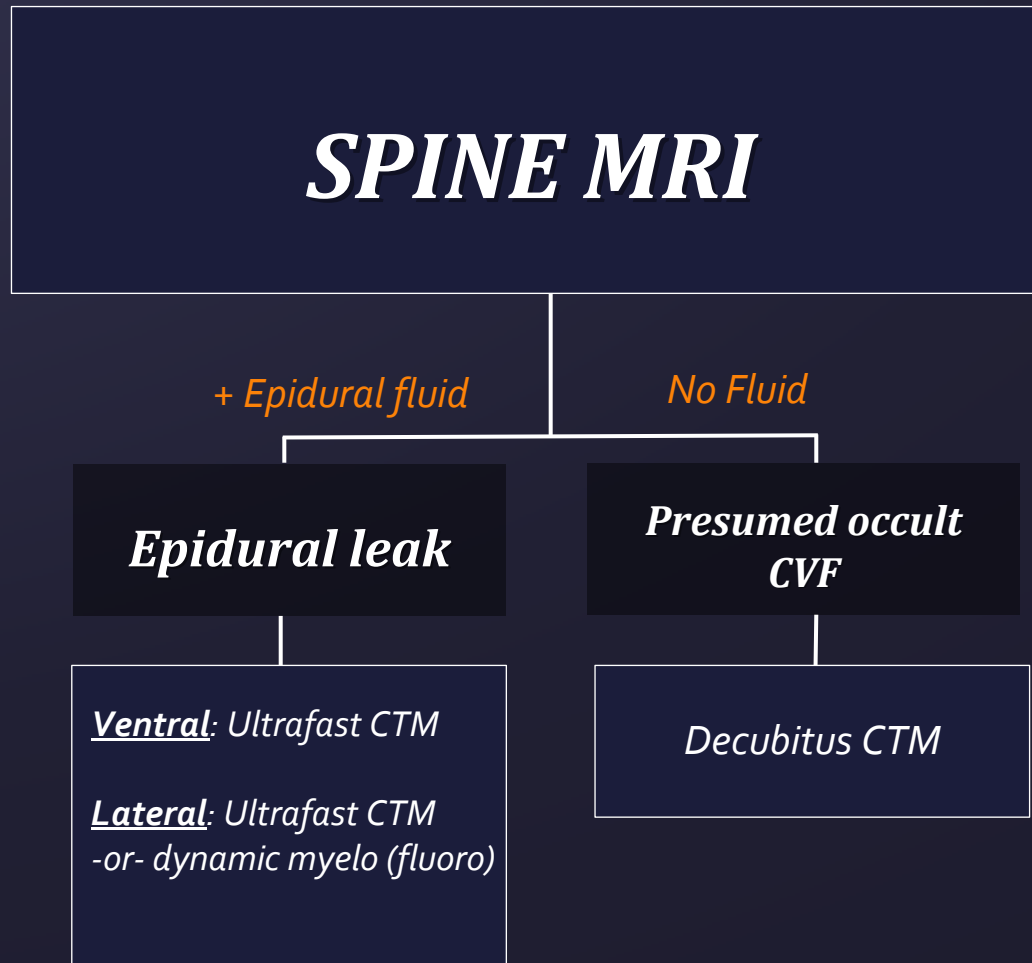 SPINE MRI
+ Epidural fluid
No Fluid
Epidural leak
Presumed occult
CVF
Ventral: Ultrafast CTM
Lateral: Ultrafast CTM
-or- dynamic myelo (fluoro)
Decubitus CTM